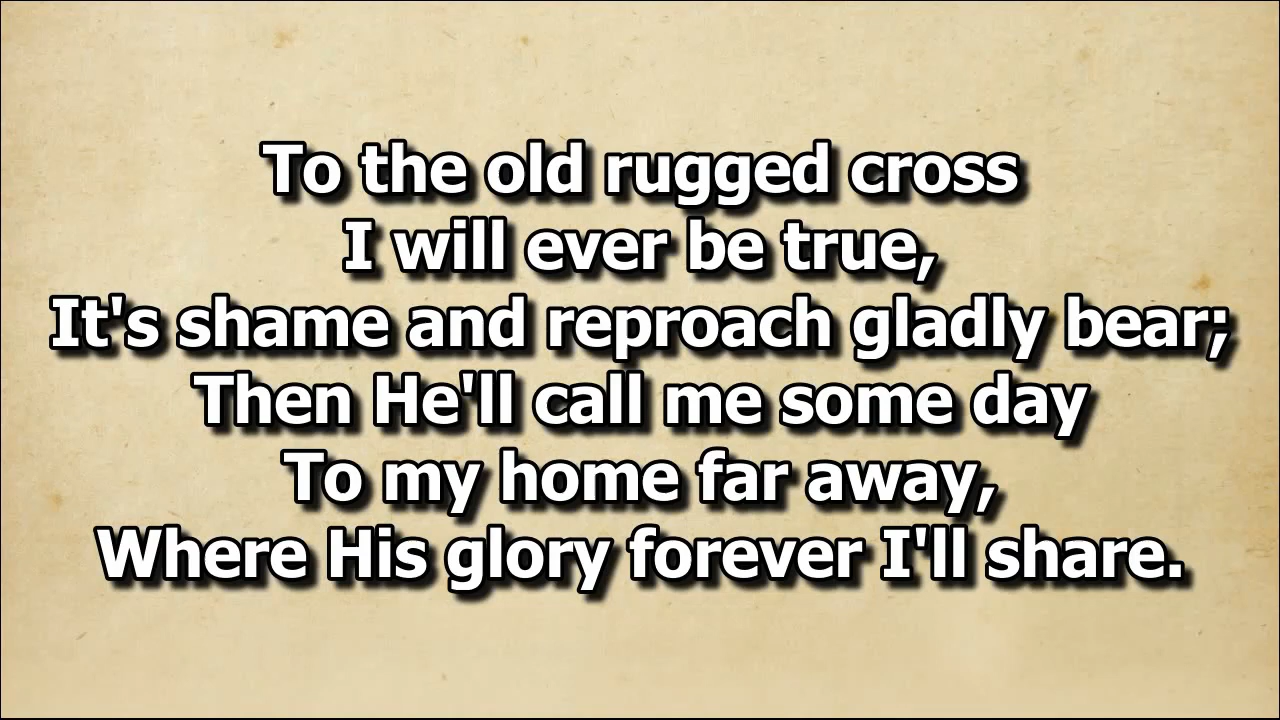 To the old rugged cross
I will ever be true,
It's shame and reproach gladly bear;
Then He'll call me some day
To my home far away,
Where His glory forever I'll share.